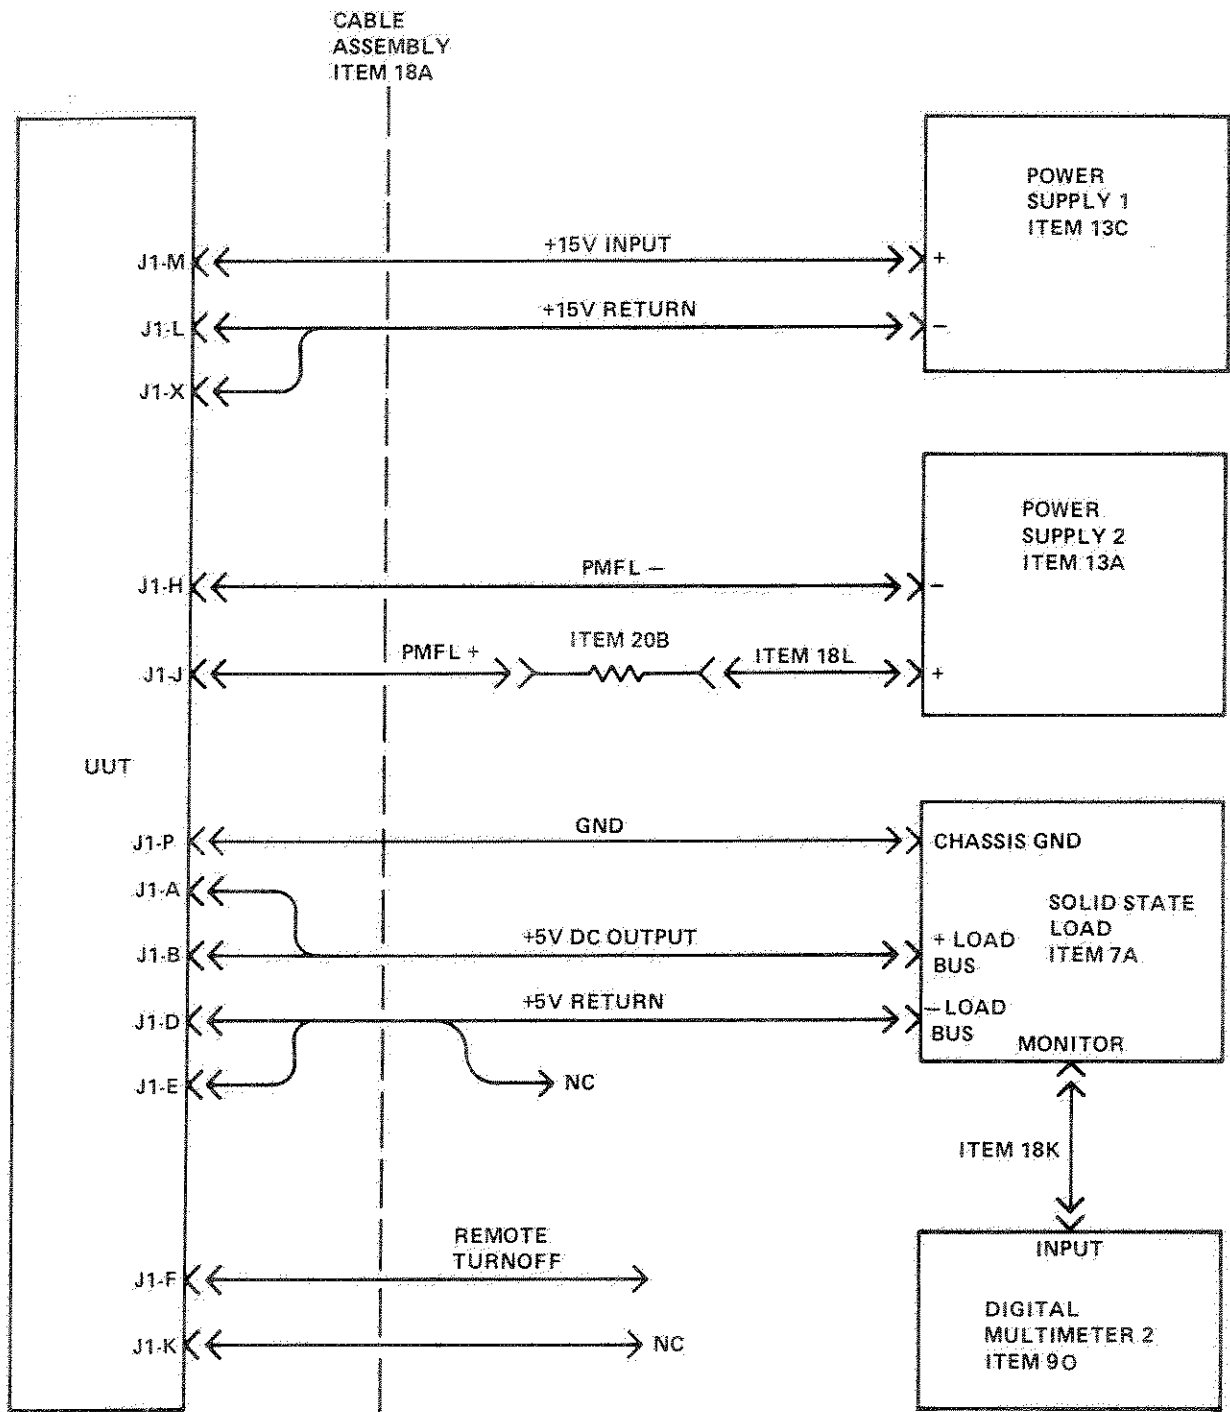 CABLE
ASSEMBLY
ITEM 18A
POWER
SUPPLY 1
ITEM 13C
J1-M
+15V INPUT
+
J1-L
+15V RETURN
−
J1-X
POWER
SUPPLY 2
ITEM 13A
J1-H
PMFL −
−
J1-J
PMFL +
ITEM 20B
ITEM 18L
+
UUT
J1-P
GND
CHASSIS GND
J1-A
SOLID STATE
LOAD
ITEM 7A
J1-B
+5V DC OUTPUT
+ LOAD
BUS
J1-D
+5V RETURN
−LOAD
BUS
MONITOR
J1-E
NC
ITEM 18K
REMOTE
TURNOFF
J1-F
INPUT
J1-K
NC
DIGITAL
MULTIMETER 2
ITEM 9O